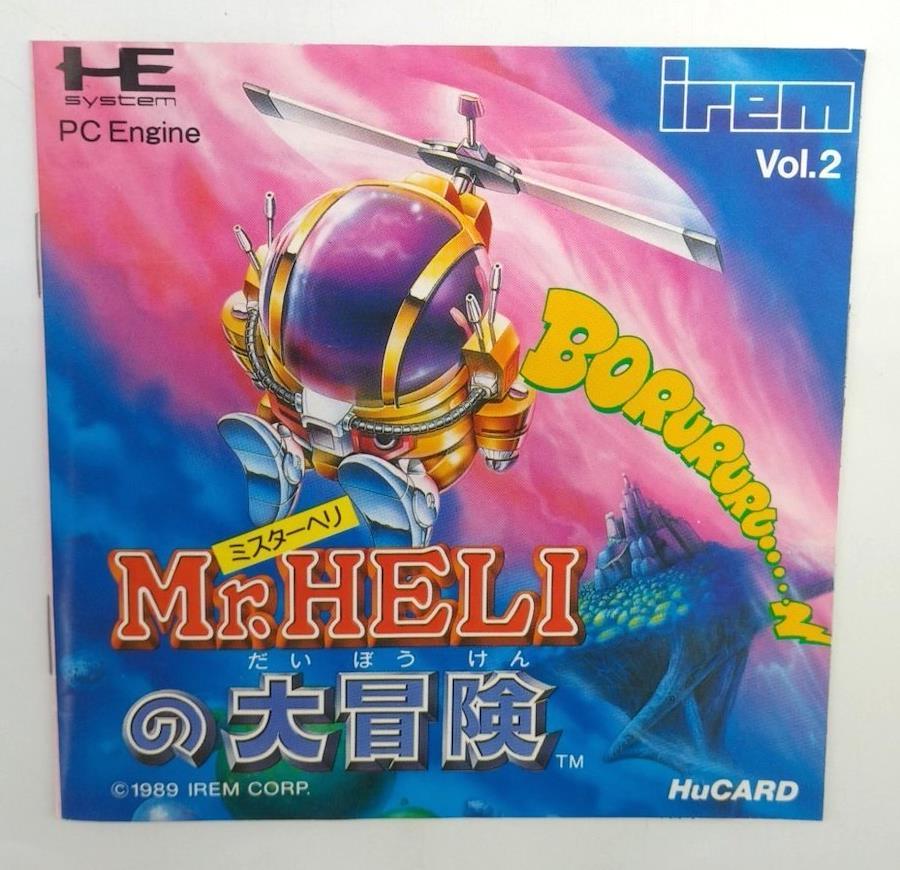 HE
system
PC Engine
irem
Vol.2
BORURURURU.....N
ミスターヘリ
Mr.HELI
だいぼうけん
の大冒険
TM
©1989 IREM CORP.
HuCARD